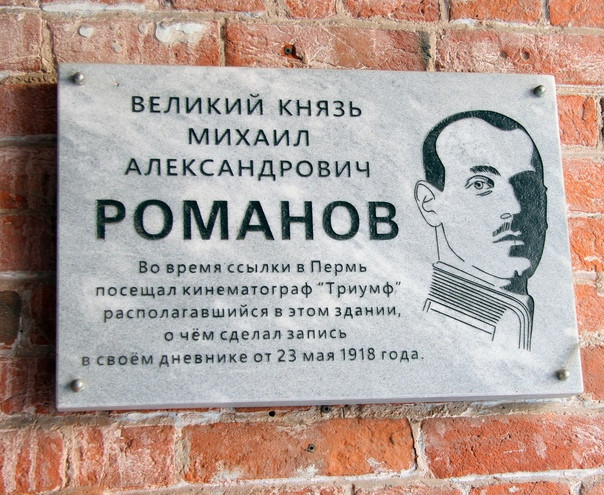 ВЕЛИКИЙ КНЯЗЬ
МИХАИЛ
АЛЕКСАНДРОВИЧ
РОМАНОВ
Во время ссылки в Пермь
посещал кинематограф "Триумф"
располагавшийся в этом здании,
о чём сделал запись
в своём дневнике от 23 мая 1918 года.